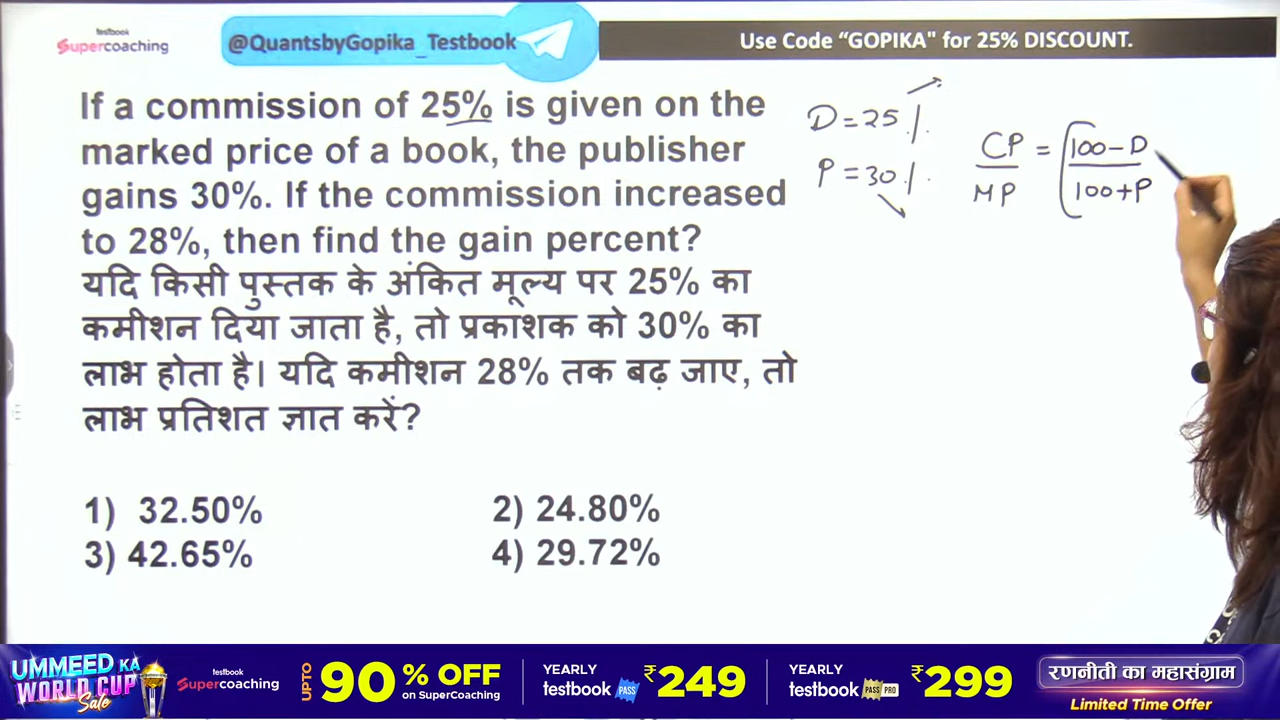 testbook
Supercoaching
@QuantsbyGopika_Testbook
Use Code “GOPIKA" for 25% DISCOUNT.
If a commission of 25% is given on the
marked price of a book, the publisher
gains 30%. If the commission increased
to 28%, then find the gain percent?
यदि किसी पुस्तक के अंकित मूल्य पर 25% का
कमीशन दिया जाता है, तो प्रकाशक को 30% का
लाभ होता है। यदि कमीशन 28% तक बढ़ जाए, तो
लाभ प्रतिशत ज्ञात करें?
1) 32.50%
2) 24.80%
3) 42.65%
4) 29.72%
D = 25 %
P = 30 %
CP = 100 - D
MP 100 + P
UMMEED KA
WORLD CUP
Sale
testbook
Supercoaching
UPTO 90 % OFF
on SuperCoaching
YEARLY
testbook PASS
₹249
YEARLY
testbook PASS PRO
₹299
रणनीती का महासंग्राम
Limited Time Offer